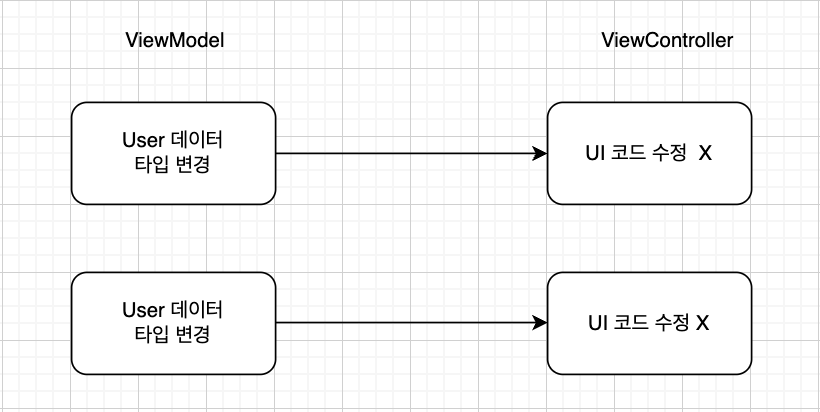 ViewModel
ViewController
User 데이터
타입 변경
UI 코드 수정  X
User 데이터
타입 변경
UI 코드 수정 X